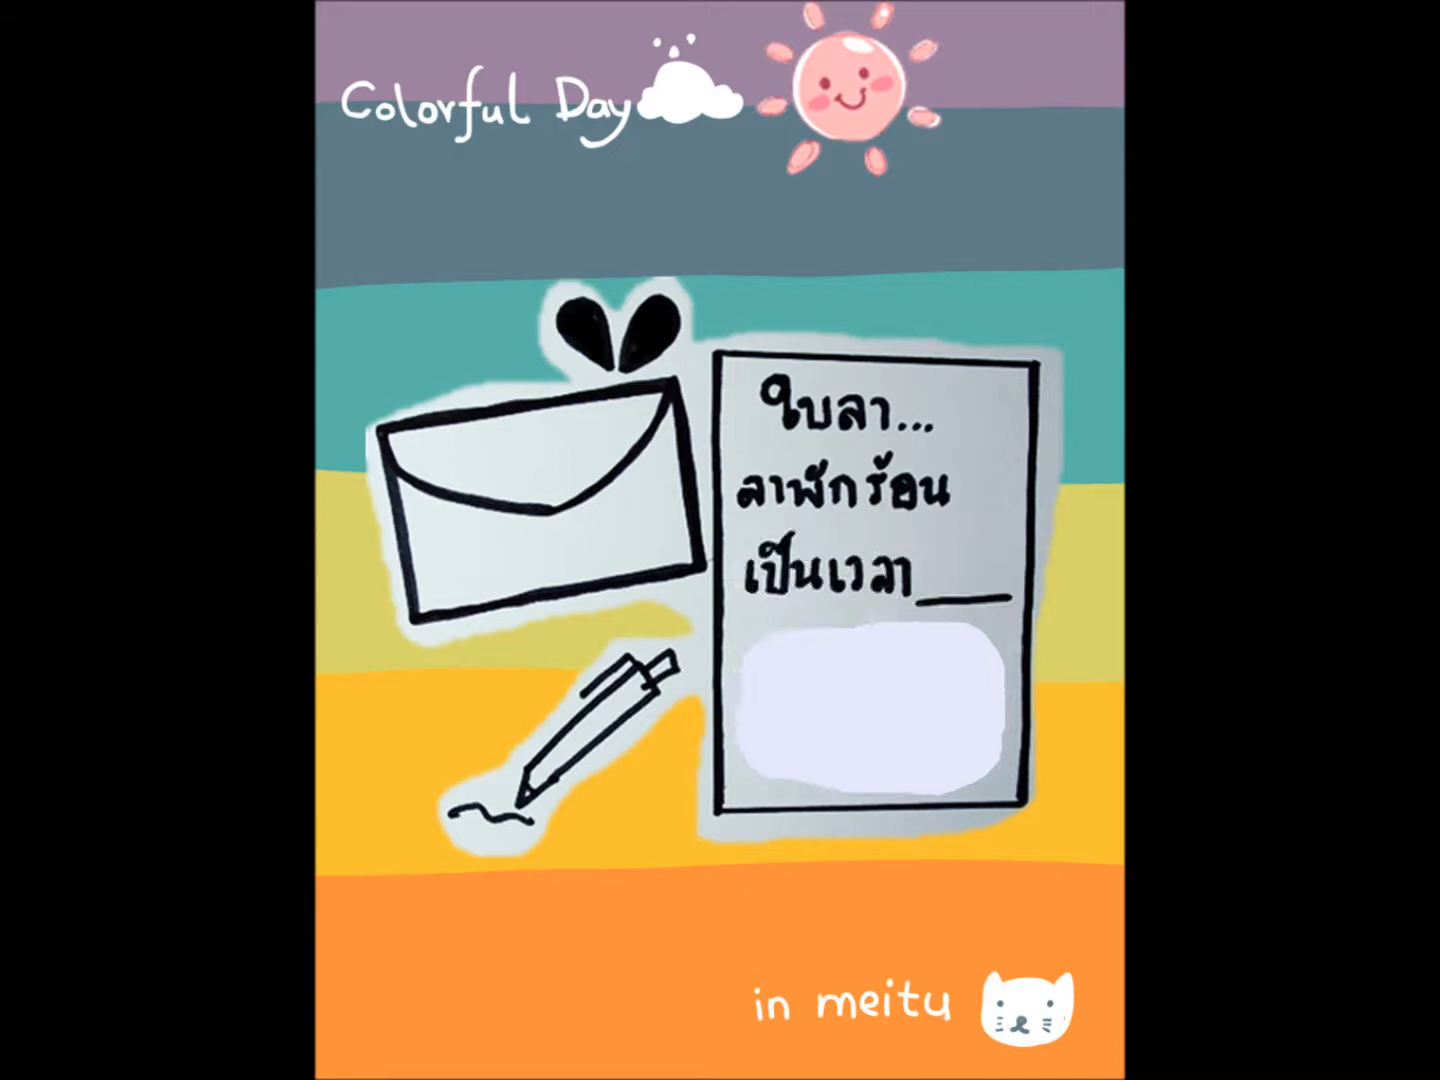 Colorful Day
ใบลา...
ลาพักร้อน
เป็นเวลา____
in meitu